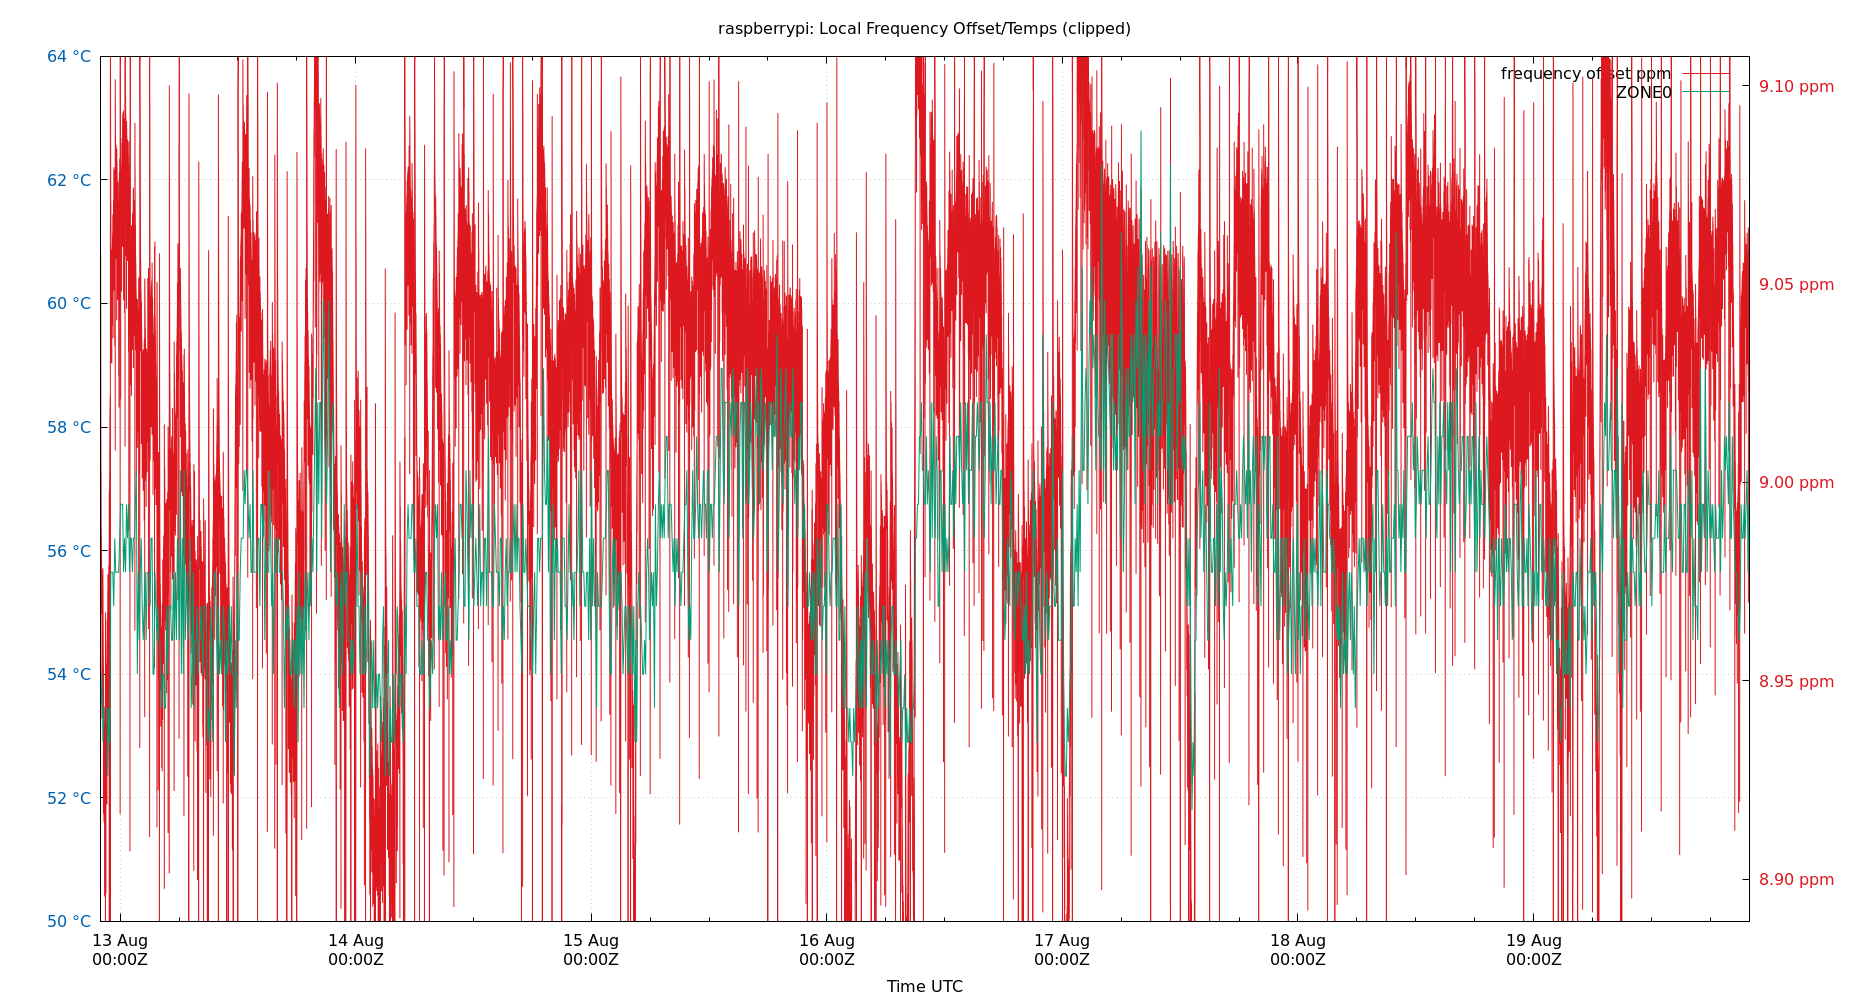 raspberrypi: Local Frequency Offset/Temps (clipped)
64 °C
62 °C
60 °C
58 °C
56 °C
54 °C
52 °C
50 °C
frequency offset ppm
ZONE0
9.10 ppm
9.05 ppm
9.00 ppm
8.95 ppm
8.90 ppm
13 Aug
00:00Z
14 Aug
00:00Z
15 Aug
00:00Z
16 Aug
00:00Z
17 Aug
00:00Z
18 Aug
00:00Z
19 Aug
00:00Z
Time UTC